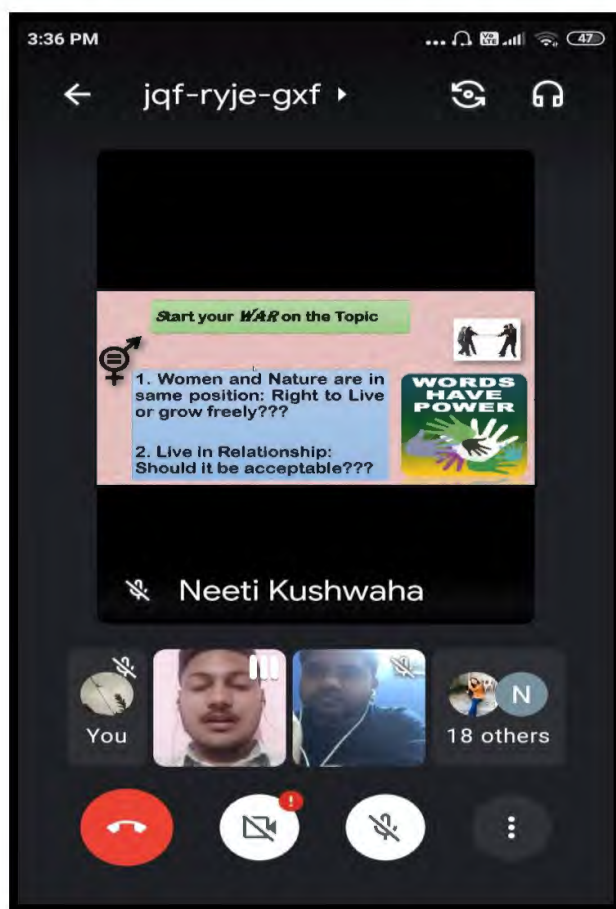 3:36 PM
... Vo LTE 47
jqf-ryje-gxf
Start your WAR on the Topic
1. Women and Nature are in
same position: Right to Live
or grow freely???
2. Live in Relationship:
Should it be acceptable???
WORDS
HAVE
POWER
Neeti Kushwaha
You
N
18 others